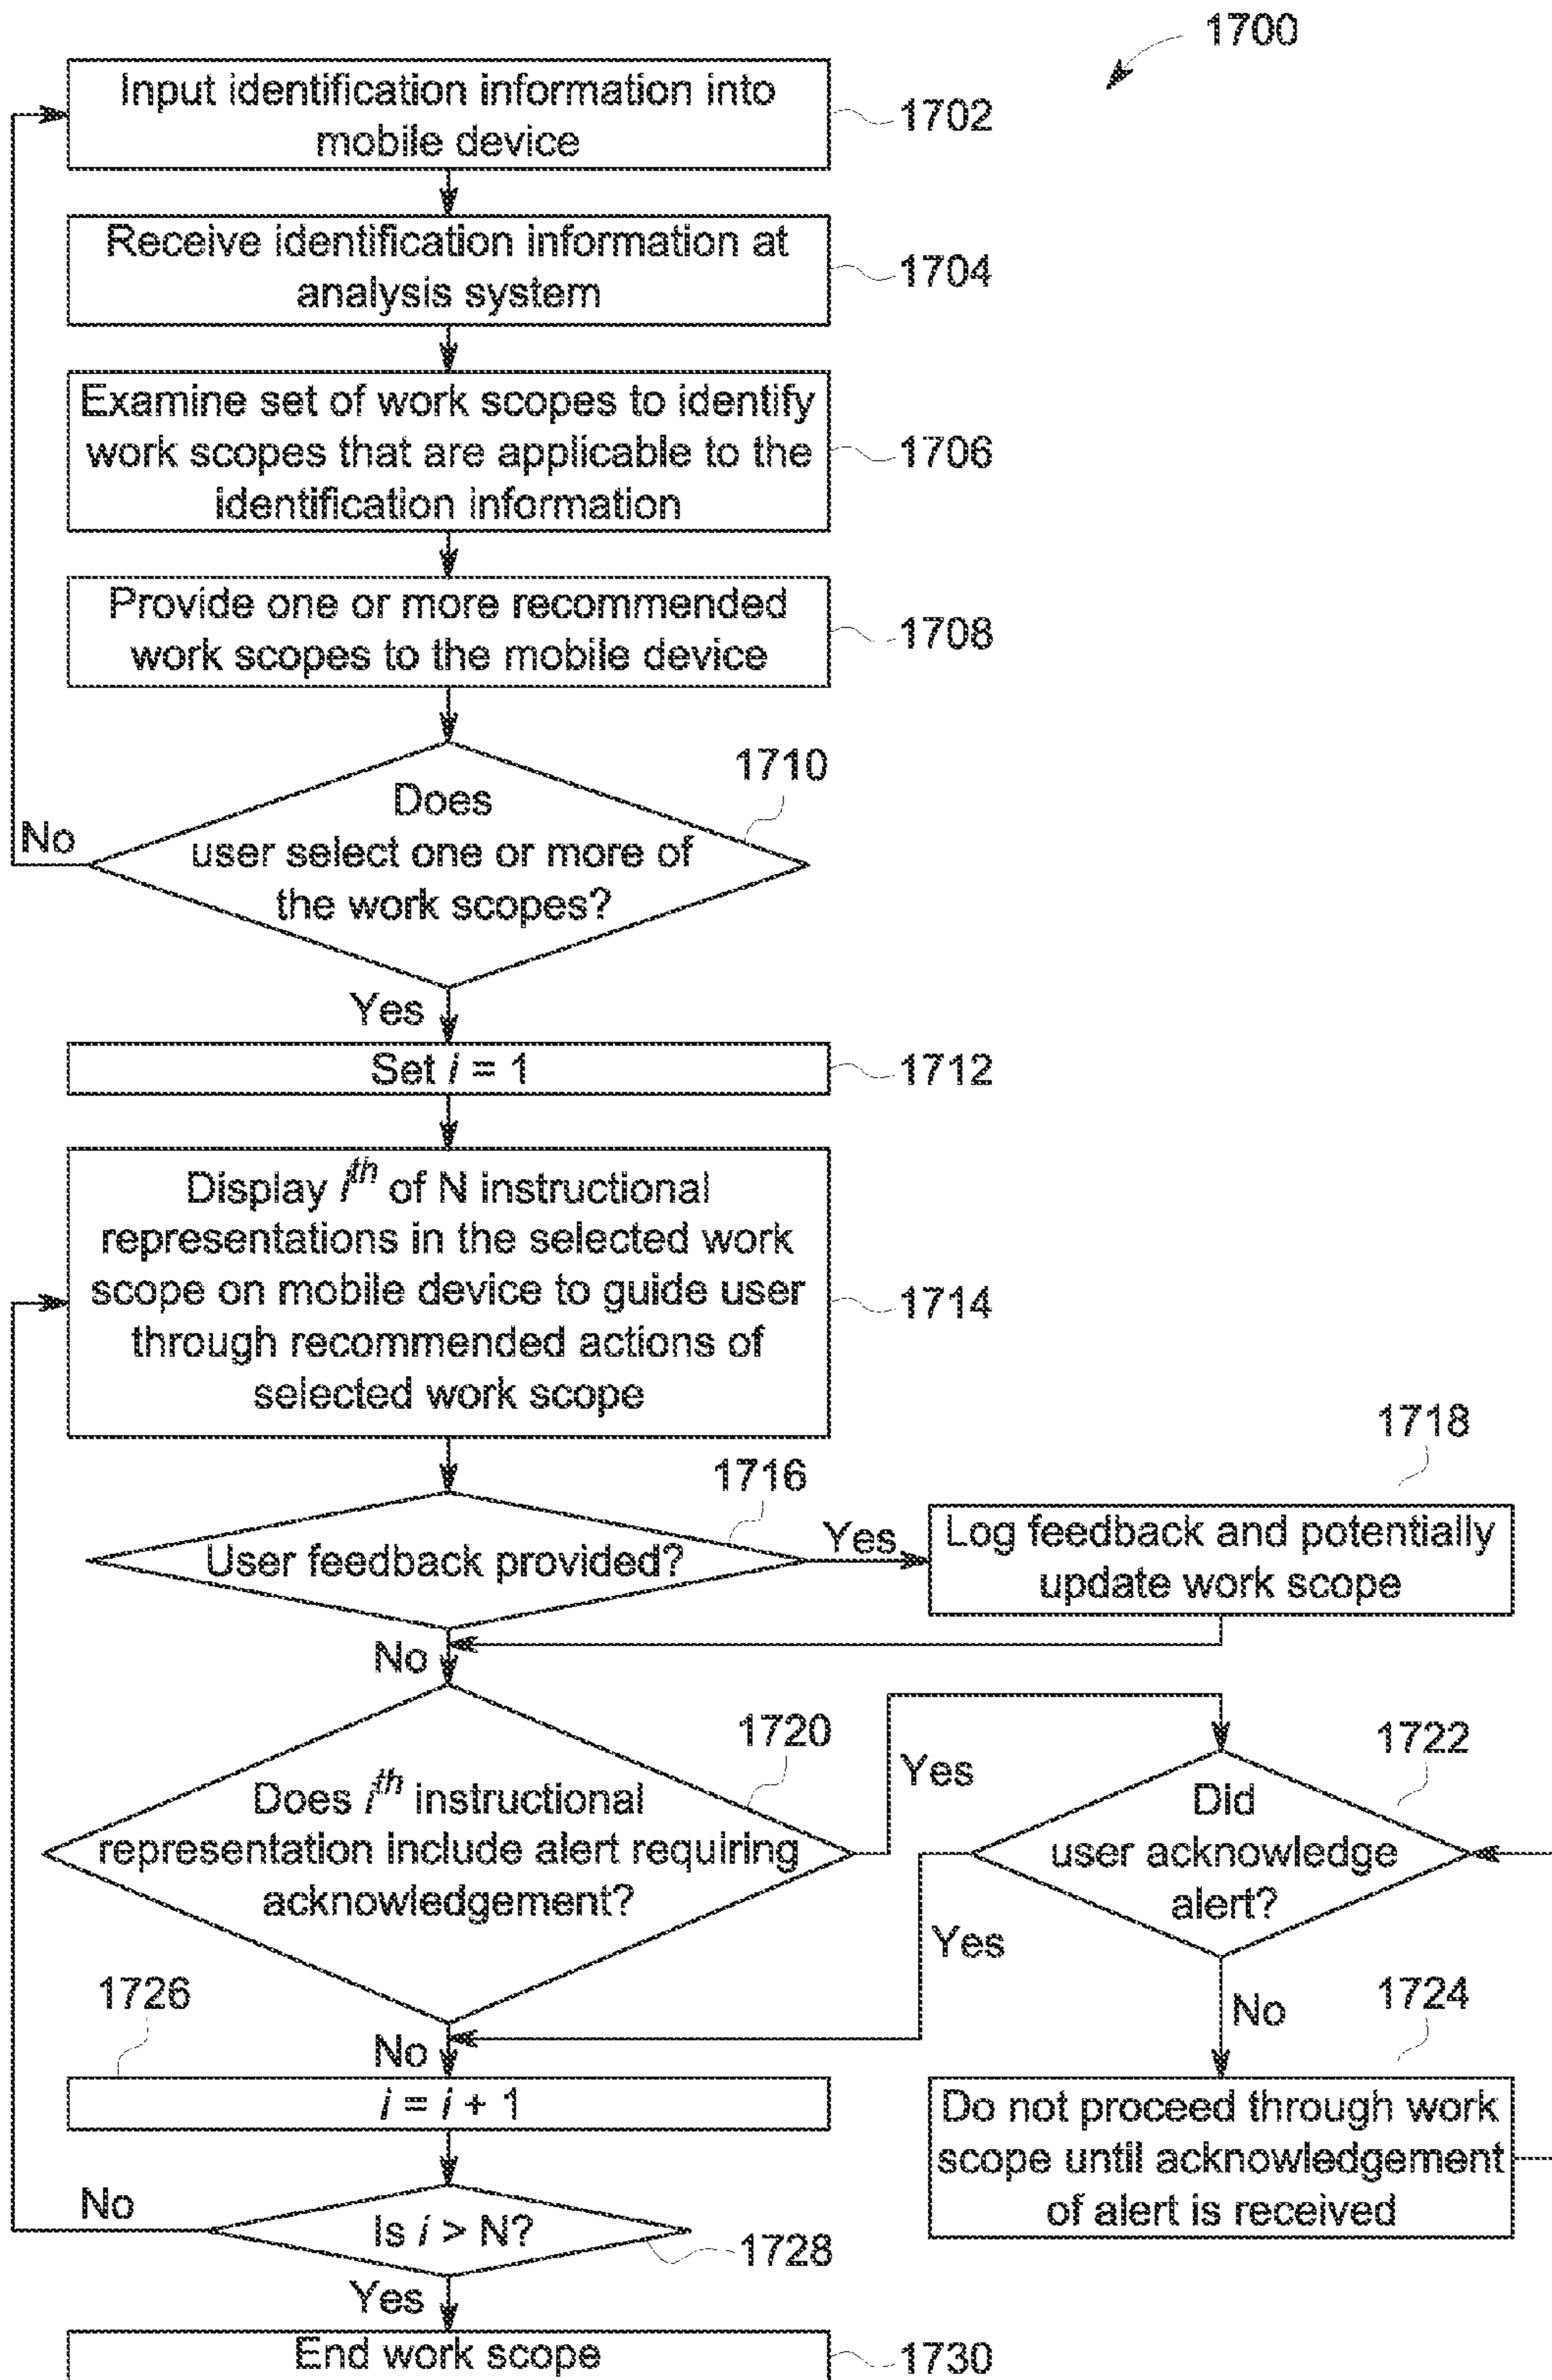 1700
Input identification information into
mobile device
1702
Receive identification information at
analysis system
1704
Examine set of work scopes to identify
work scopes that are applicable to the
identification information
1706
Provide one or more recommended
work scopes to the mobile device
1708
1710
Does
user select one or more of
the work scopes?
No
Yes
Set i = 1
1712
Display ith of N instructional
representations in the selected work
scope on mobile device to guide user
through recommended actions of
selected work scope
1714
1716
User feedback provided?
Yes
1718
Log feedback and potentially
update work scope
No
1720
Does ith instructional
representation include alert requiring
acknowledgement?
Yes
1722
Did
user acknowledge
alert?
Yes
No
1724
Do not proceed through work
scope until acknowledgement
of alert is received
No
1726
i = i + 1
Is i > N?
1728
No
Yes
End work scope
1730